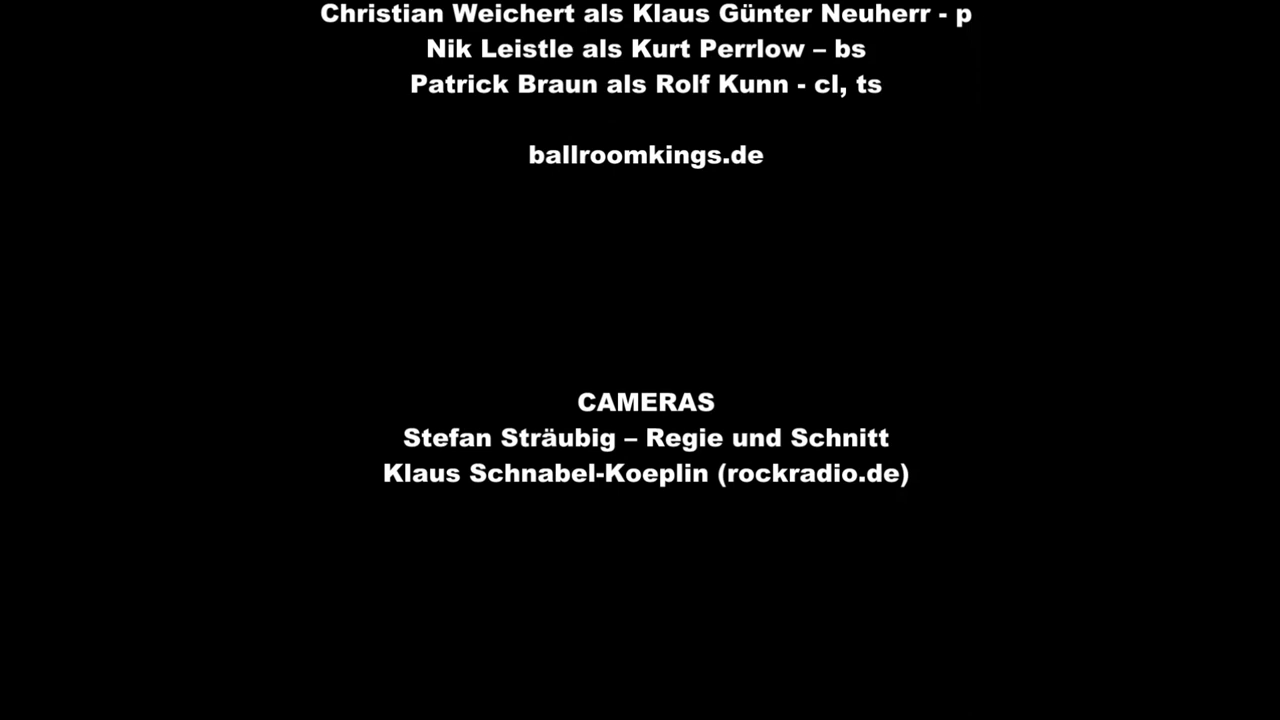 Christian Weichert als Klaus Günter Neuherr - p
Nik Leistle als Kurt Perrlow – bs
Patrick Braun als Rolf Kunn - cl, ts
ballroomkings.de
CAMERAS
Stefan Sträubig – Regie und Schnitt
Klaus Schnabel-Koeplin (rockradio.de)